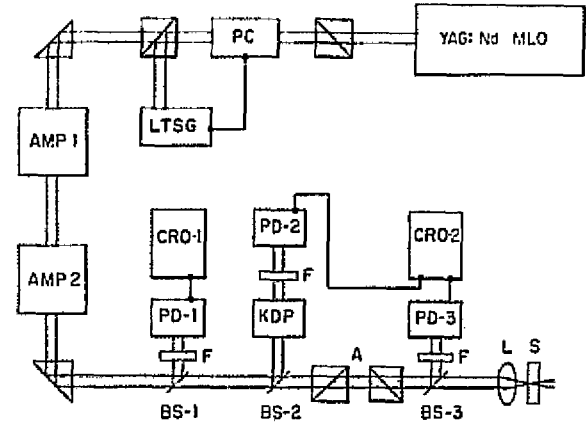 YAG: Nd MLO
PC
LTSG
AMP 1
AMP 2
CRO-1
PD-2
CRO-2
PD-1
F
KDP
PD-3
F
A
F
L S
BS-1
BS-2
BS-3